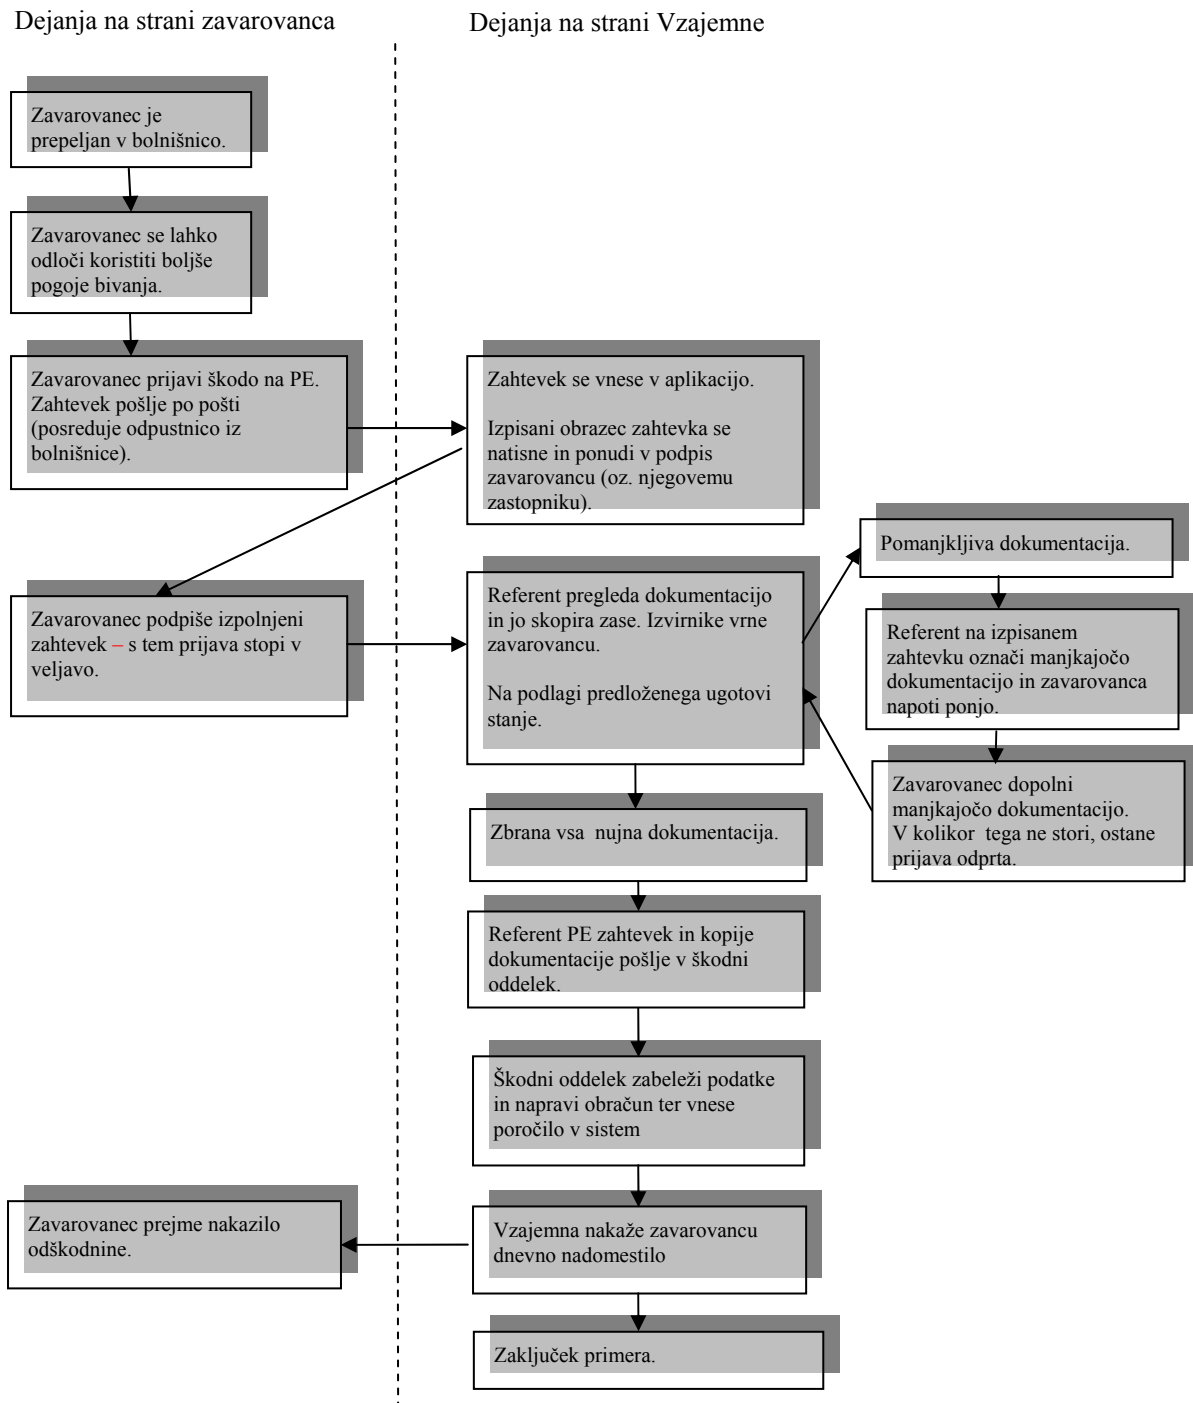 Dejanja na strani zavarovanca
Dejanja na strani Vzajemne
Zavarovanec je
prepeljan v bolnišnico.
Zavarovanec se lahko
odloči koristiti boljše
pogoje bivanja.
Zavarovanec prijavi škodo na PE.
Zahtevek pošlje po pošti
(posreduje odpustnico iz
bolnišnice).
Zahtevek se vnese v aplikacijo.
Izpisani obrazec zahtevka se
natisne in ponudi v podpis
zavarovancu (oz. njegovemu
zastopniku).
Zavarovanec podpiše izpolnjeni
zahtevek – s tem prijava stopi v
veljavo.
Referent pregleda dokumentacijo
in jo skopira zase. Izvirnike vrne
zavarovancu.
Na podlagi predloženega ugotovi
stanje.
Pomanjkljiva dokumentacija.
Referent na izpisanem
zahtevku označi manjkajočo
dokumentacijo in zavarovanca
napoti ponjo.
Zavarovanec dopolni
manjkajočo dokumentacijo.
V kolikor  tega ne stori, ostane
prijava odprta.
Zbrana vsa  nujna dokumentacija.
Referent PE zahtevek in kopije
dokumentacije pošlje v škodni
oddelek.
Škodni oddelek zabeleži podatke
in napravi obračun ter vnese
poročilo v sistem
Vzajemna nakaže zavarovancu
dnevno nadomestilo
Zavarovanec prejme nakazilo
odškodnine.
Zaključek primera.